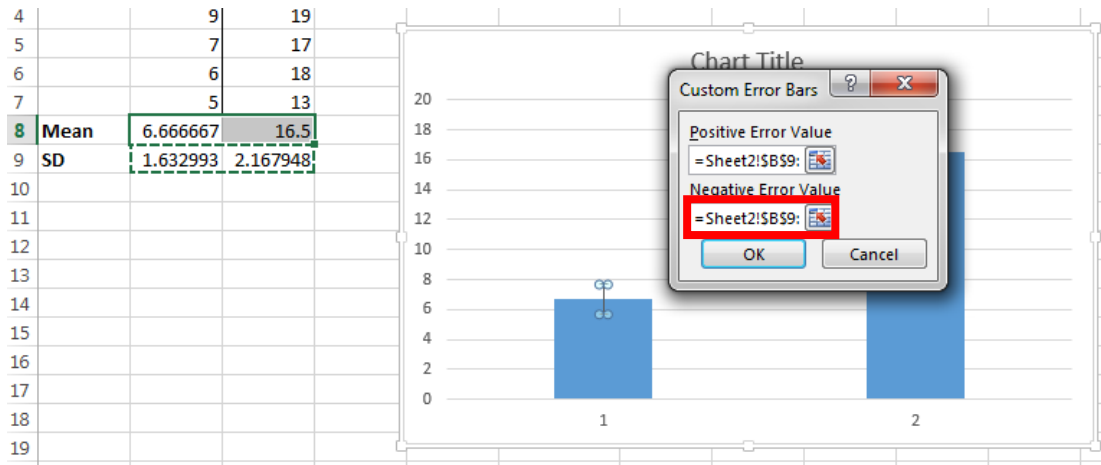 4 9 19
5 7 17
6 6 18
7 5 13
8 Mean 6.666667 16.5
9 SD 1.632993 2.167948
10
11
12
13
14
15
16
17
18
19
Chart Title
20
18
16
14
12
10
8
6
4
2
0
1 2
Custom Error Bars ? X
Positive Error Value
=Sheet2!$B$9:
Negative Error Value
=Sheet2!$B$9:
OK Cancel